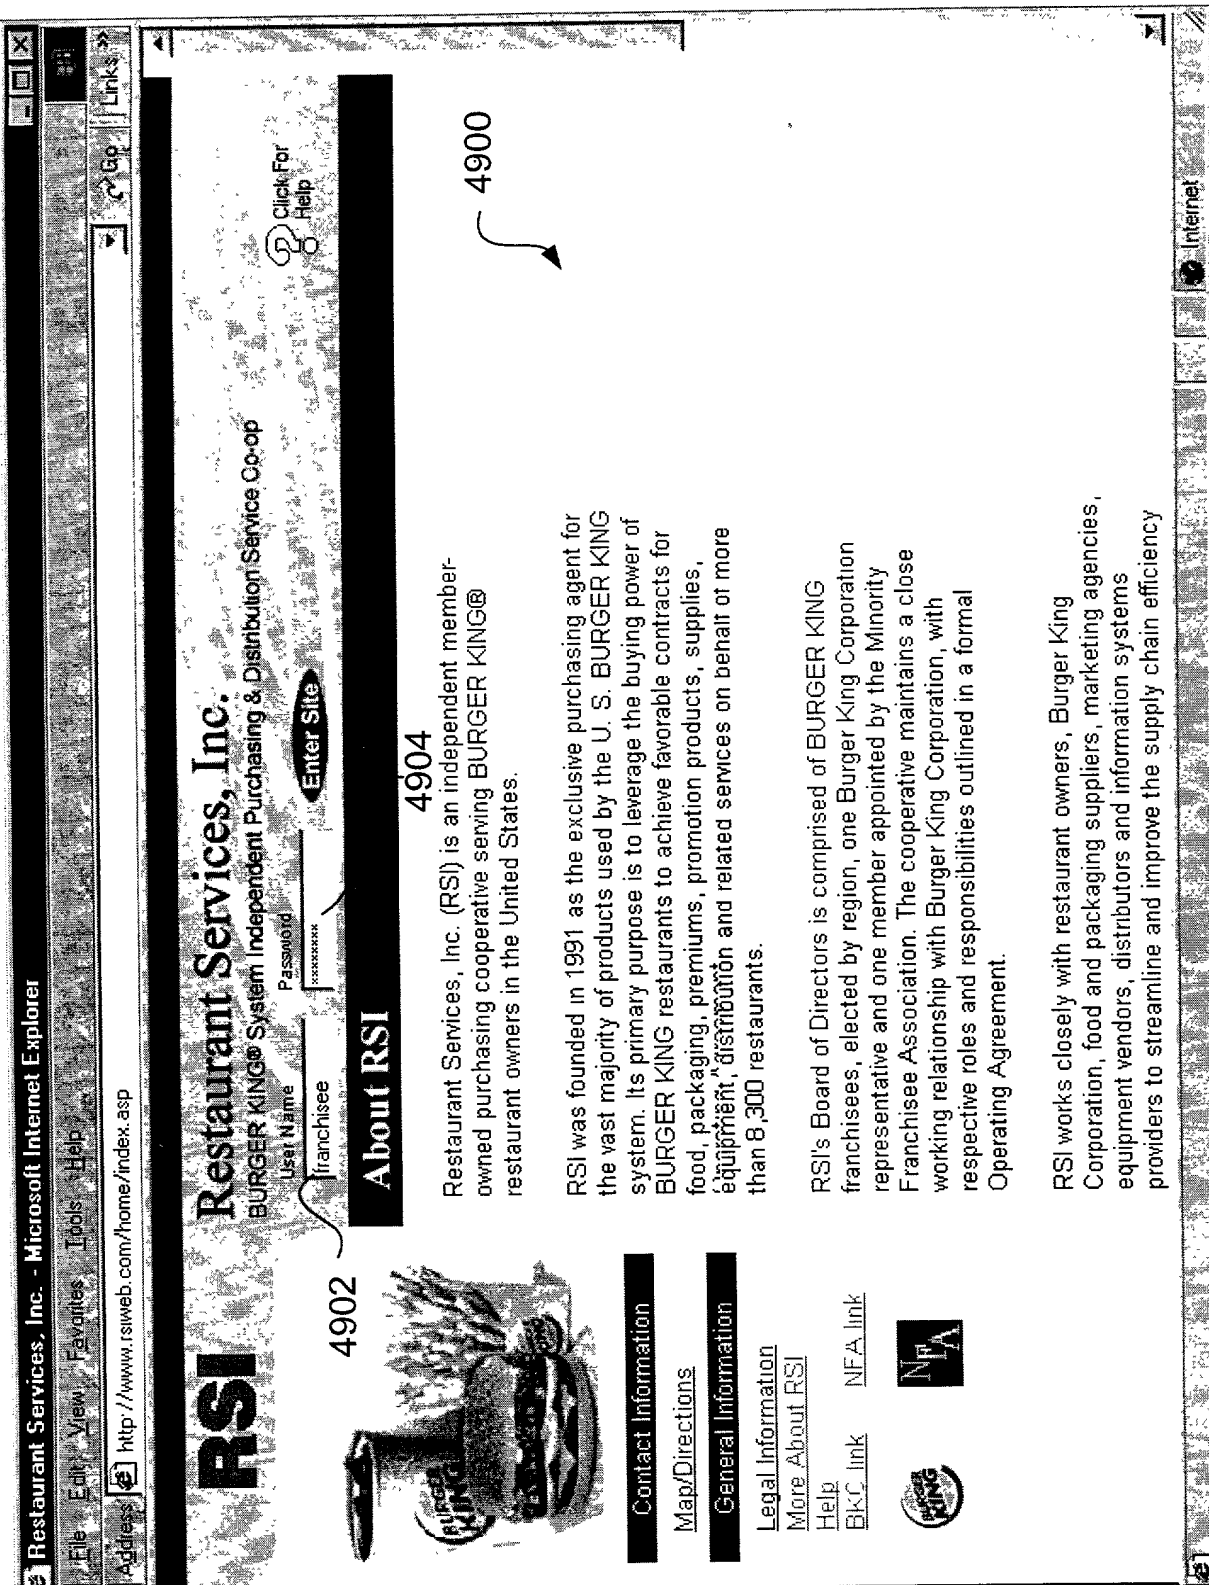 Restaurant Services, Inc. - Microsoft Internet Explorer
File Edit View Favorites Tools Help
Address http://www.rsiweb.com/home/index.asp Go Links »
RSI
Restaurant Services, Inc.
BURGER KING® System Independent Purchasing & Distribution Service Co-op
User Name Password
franchisee xxxxxxxx Enter Site
Click For
Help
4902
4904
4900
About RSI
Restaurant Services, Inc. (RSI) is an independent member-
owned purchasing cooperative serving BURGER KING®
restaurant owners in the United States.
RSI was founded in 1991 as the exclusive purchasing agent for
the vast majority of products used by the U. S. BURGER KING
system. Its primary purpose is to leverage the buying power of
BURGER KING restaurants to achieve favorable contracts for
food, packaging, premiums, promotion products, supplies,
equipment, distribution and related services on behalf of more
than 8,300 restaurants.
RSI's Board of Directors is comprised of BURGER KING
franchisees, elected by region, one Burger King Corporation
representative and one member appointed by the Minority
Franchisee Association. The cooperative maintains a close
working relationship with Burger King Corporation, with
respective roles and responsibilities outlined in a formal
Operating Agreement.
RSI works closely with restaurant owners, Burger King
Corporation, food and packaging suppliers, marketing agencies,
equipment vendors, distributors and information systems
providers to streamline and improve the supply chain efficiency
BURGER
KING
Contact Information
Map/Directions
General Information
Legal Information
More About RSI
Help
BKC link NFA link
BURGER
KING
NFA
Internet